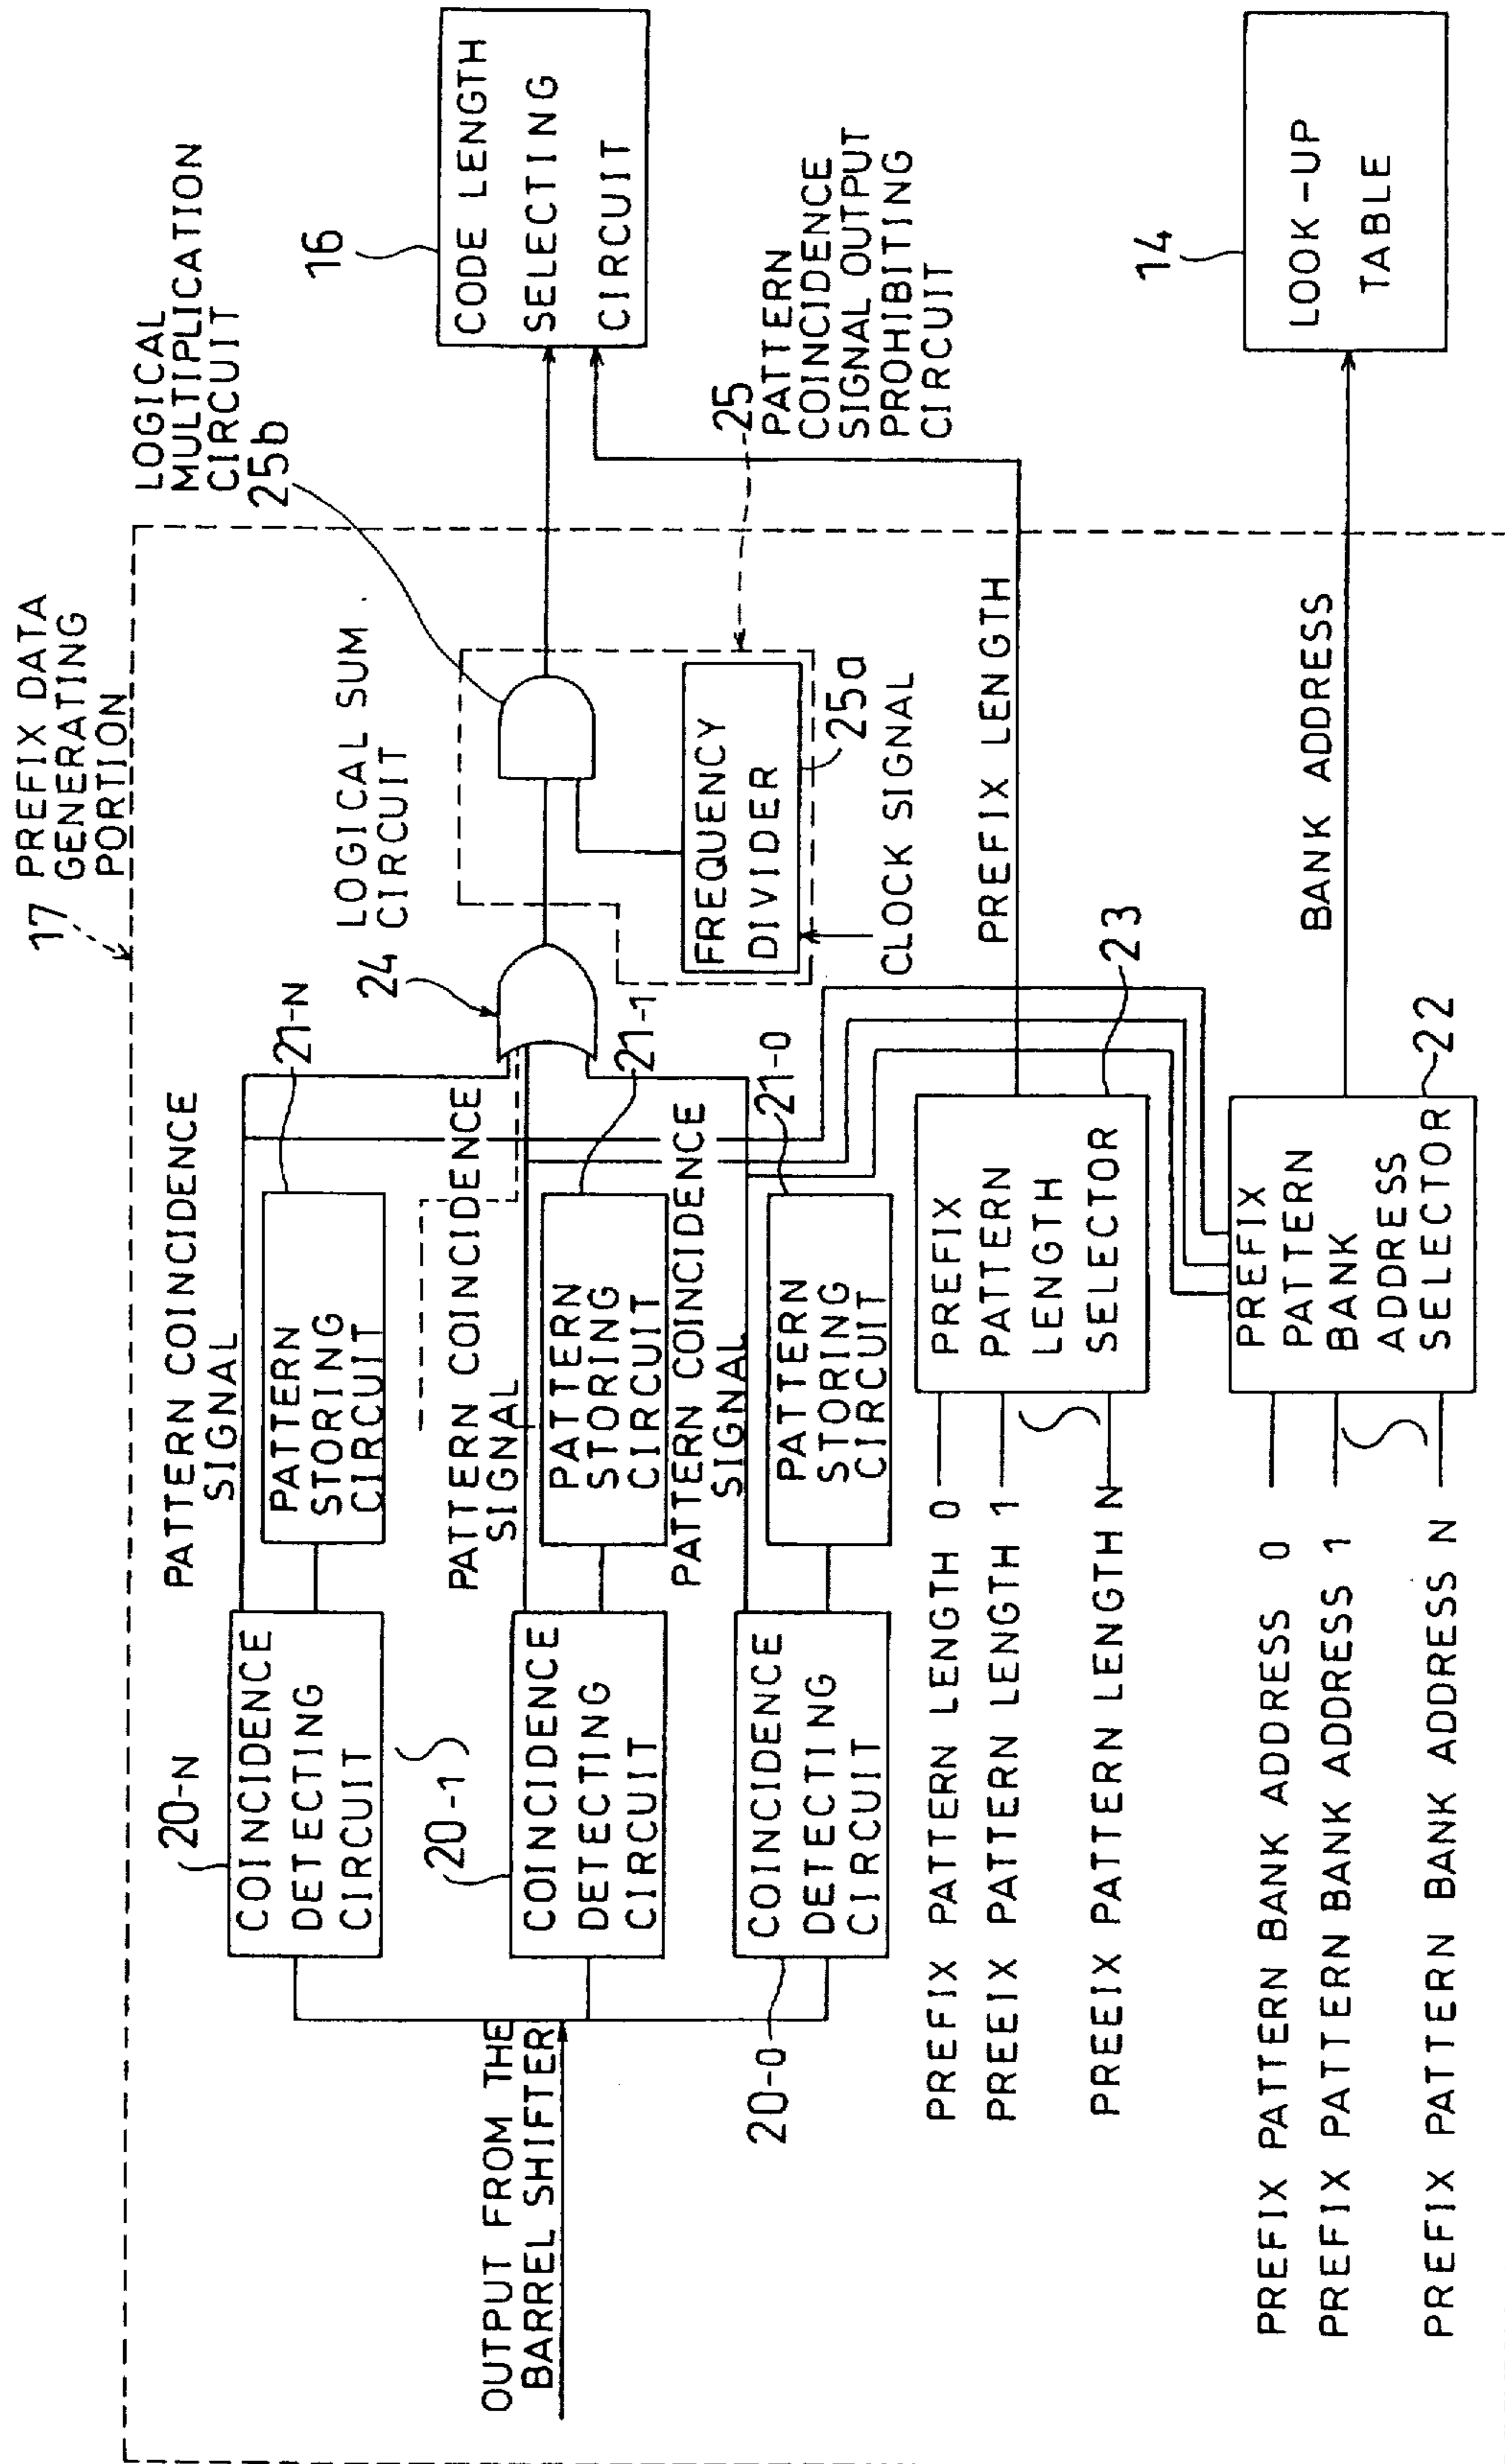 17
PREFIX DATA
GENERATING
PORTION
LOGICAL
MULTIPLICATION
CIRCUIT
25b
PATTERN COINCIDENCE
SIGNAL
20-N
COINCIDENCE
DETECTING
CIRCUIT
PATTERN
STORING
CIRCUIT
21-N
24
LOGICAL SUM
CIRCUIT
16
CODE LENGTH
SELECTING
CIRCUIT
OUTPUT FROM THE
BARREL SHIFTER
20-1
COINCIDENCE
DETECTING
CIRCUIT
PATTERN COINCIDENCE
SIGNAL
PATTERN
STORING
CIRCUIT
21-1
FREQUENCY
DIVIDER
25a
CLOCK SIGNAL
25
PATTERN
COINCIDENCE
SIGNAL OUTPUT
PROHIBITING
CIRCUIT
20-0
COINCIDENCE
DETECTING
CIRCUIT
PATTERN COINCIDENCE
SIGNAL
PATTERN
STORING
CIRCUIT
21-0
PREFIX PATTERN LENGTH 0
PREEIX PATTERN LENGTH 1
PREEIX PATTERN LENGTH N
PREFIX
PATTERN
LENGTH
SELECTOR
23
PREFIX LENGTH
PREFIX PATTERN BANK ADDRESS 0
PREFIX PATTERN BANK ADDRESS 1
PREFIX PATTERN BANK ADDRESS N
PREFIX
PATTERN
BANK
ADDRESS
SELECTOR
22
BANK ADDRESS
14
LOOK-UP
TABLE